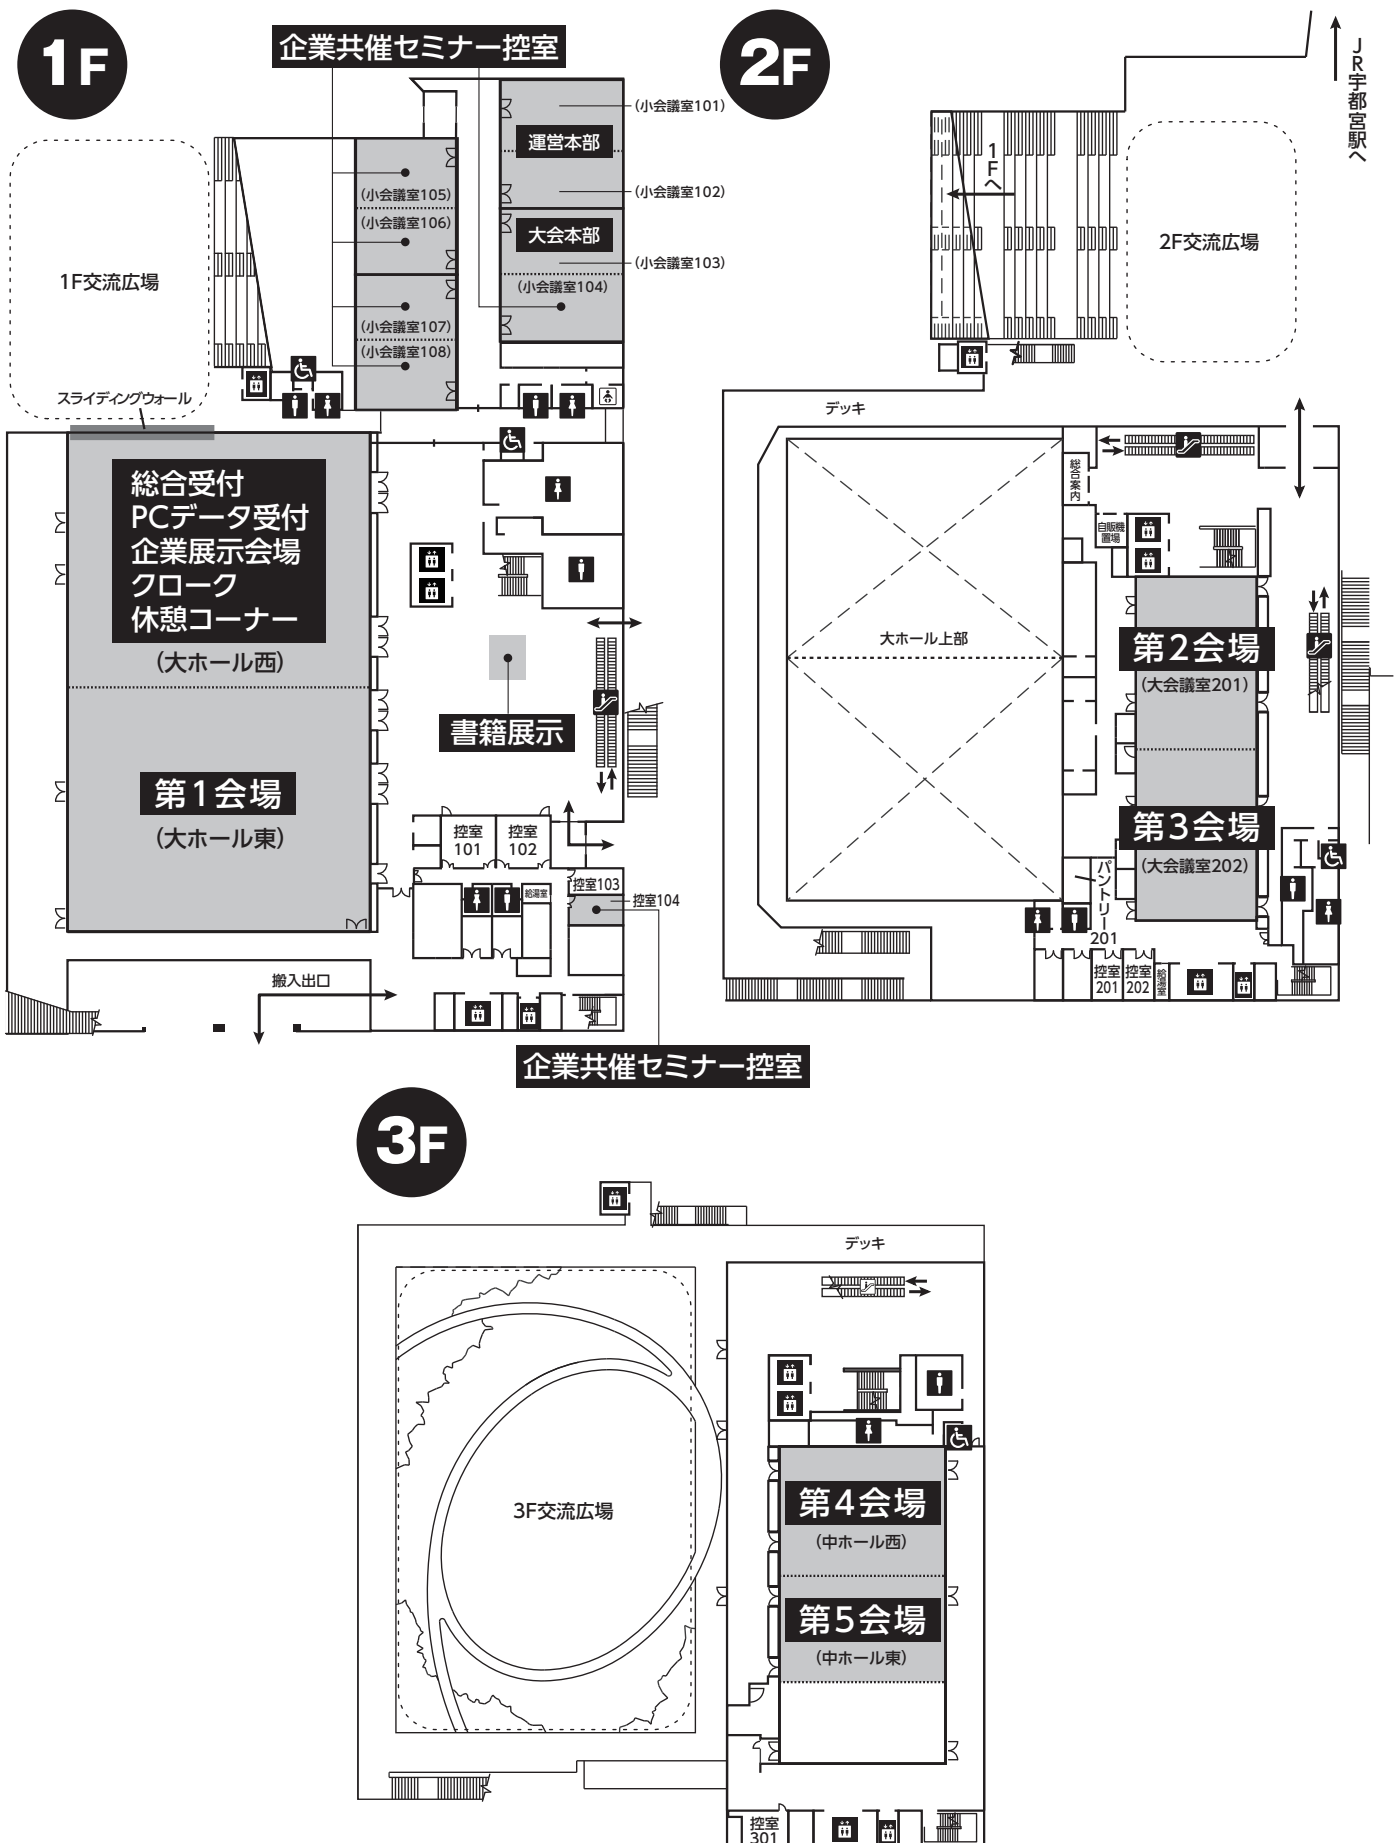 1F
企業共催セミナー控室
(小会議室101)
運営本部
(小会議室102)
大会本部
(小会議室103)
(小会議室104)
(小会議室105)
(小会議室106)
(小会議室107)
(小会議室108)
1F交流広場
スライディングウォール
総合受付
PCデータ受付
企業展示会場
クローク
休憩コーナー
(大ホール西)
書籍展示
第1会場
(大ホール東)
控室
101
控室
102
控室103
控室104
給湯室
搬入出口
企業共催セミナー控室
2F
JR宇都宮駅へ
1Fへ
2F交流広場
デッキ
総合案内
自販機
置場
大ホール上部
第2会場
(大会議室201)
第3会場
(大会議室202)
パントリー
201
控室
201
控室
202
給湯室
3F
デッキ
3F交流広場
第4会場
(中ホール西)
第5会場
(中ホール東)
控室
301